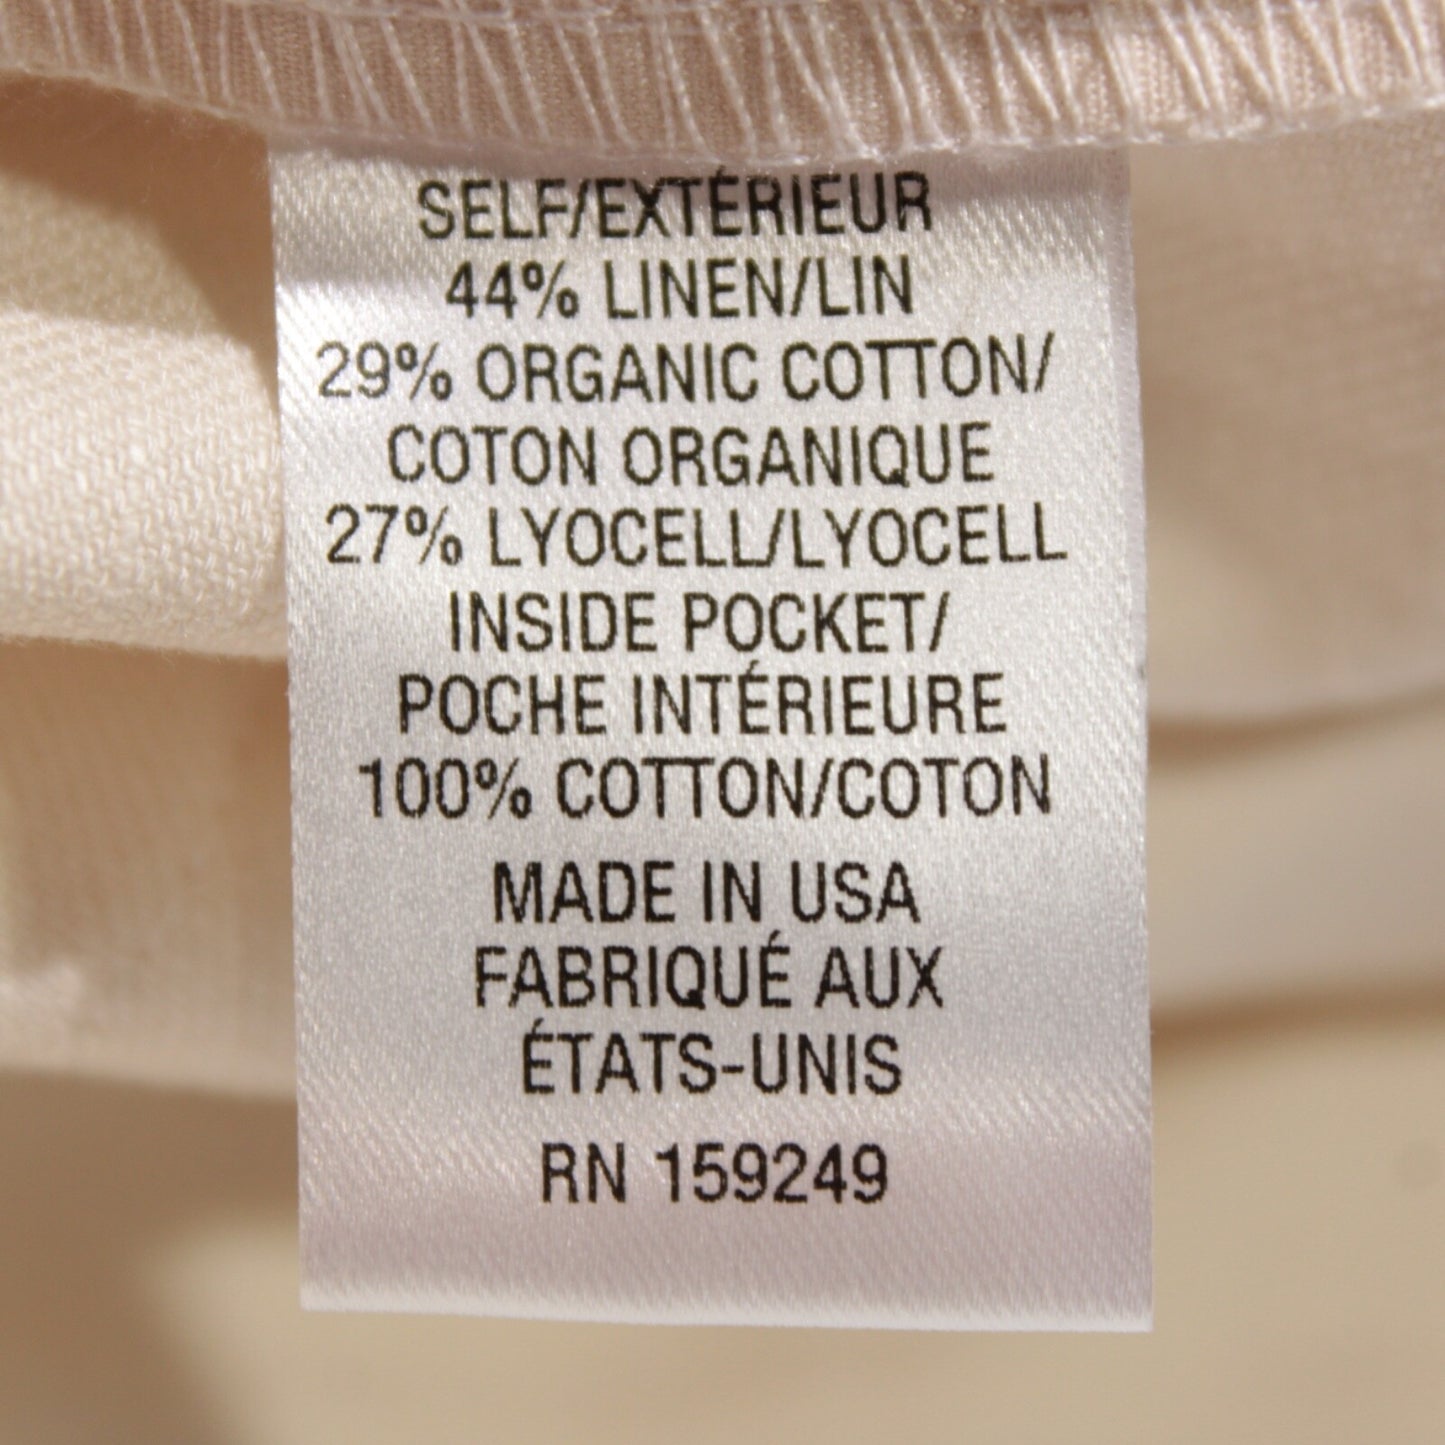 SELF/EXTÉRIEUR
44% LINEN/LIN
29% ORGANIC COTTON/
COTON ORGANIQUE
27% LYOCELL/LYOCELL
INSIDE POCKET/
POCHE INTÉRIEURE
100% COTTON/COTON
MADE IN USA
FABRIQUÉ AUX
ÉTATS-UNIS
RN 159249